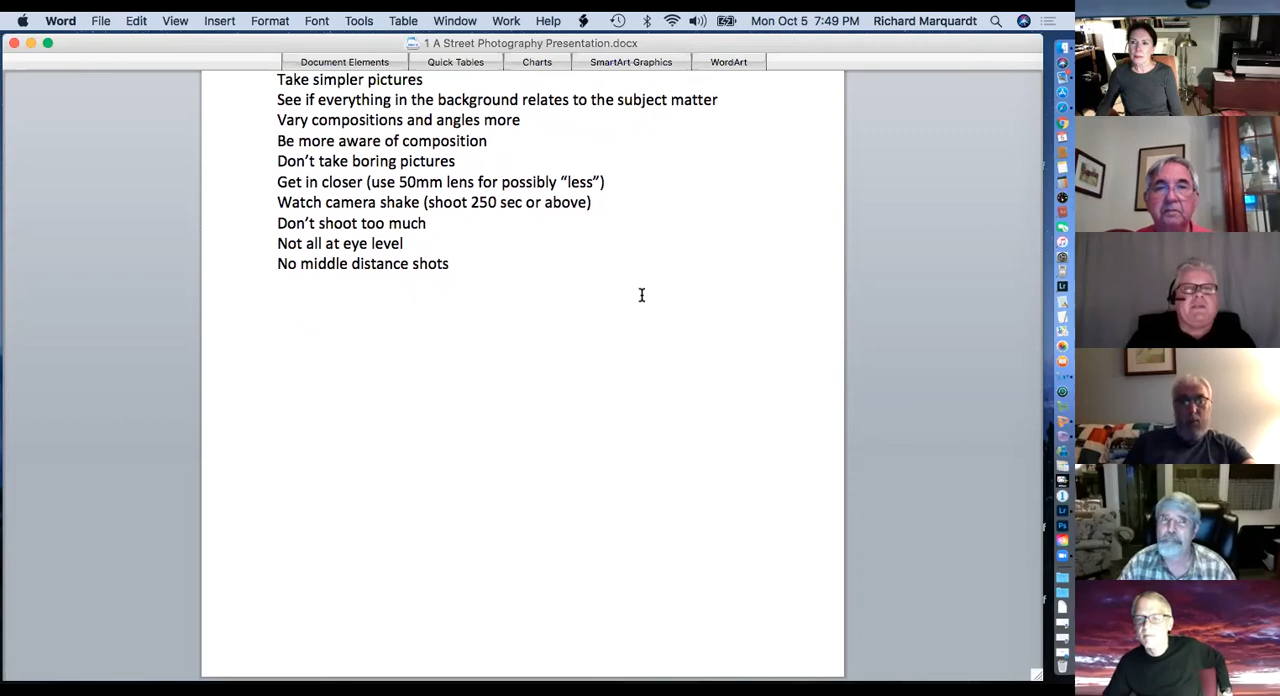 Word File Edit View Insert Format Font Tools Table Window Work Help Mon Oct 5 7:49 PM Richard Marquardt
1 A Street Photography Presentation.docx
Document Elements Quick Tables Charts SmartArt Graphics WordArt
Take simpler pictures
See if everything in the background relates to the subject matter
Vary compositions and angles more
Be more aware of composition
Don’t take boring pictures
Get in closer (use 50mm lens for possibly “less”)
Watch camera shake (shoot 250 sec or above)
Don’t shoot too much
Not all at eye level
No middle distance shots